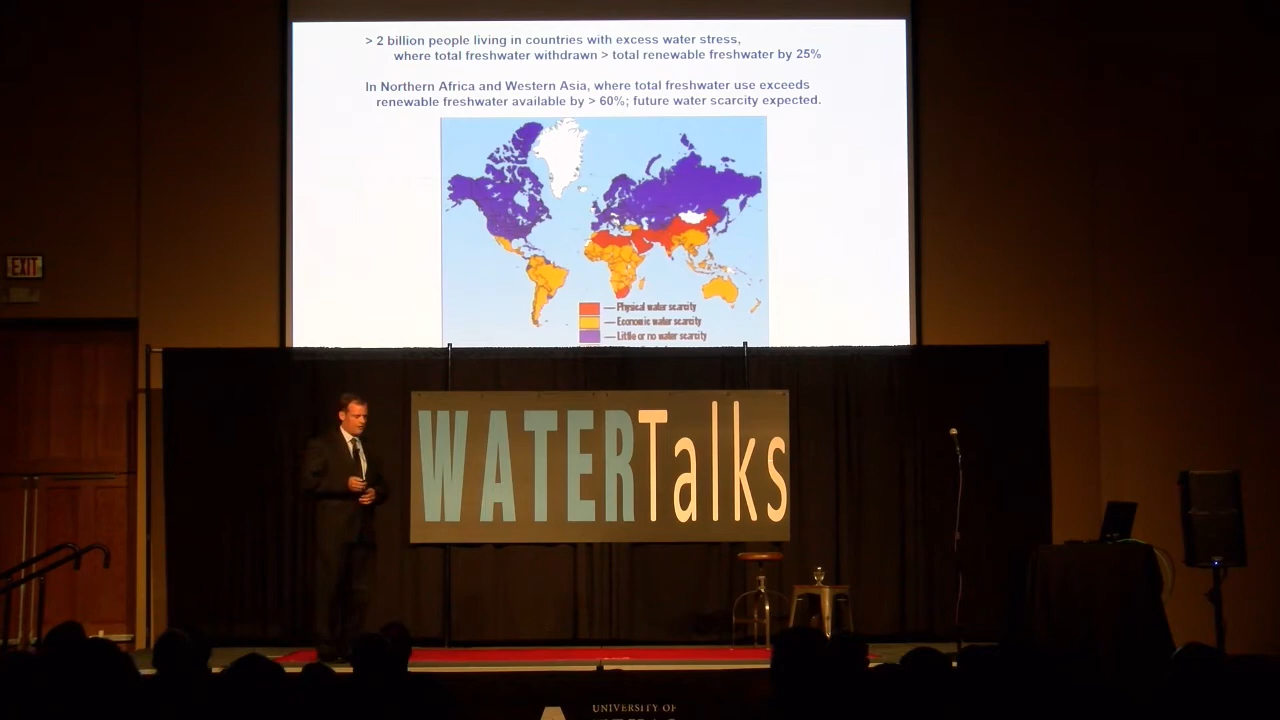 > 2 billion people living in countries with excess water stress,
where total freshwater withdrawn > total renewable freshwater by 25%
In Northern Africa and Western Asia, where total freshwater use exceeds
renewable freshwater available by > 60%; future water scarcity expected.
— Physical water scarcity
— Economic water scarcity
— Little or no water scarcity
EXIT
WATERTalks
UNIVERSITY OF